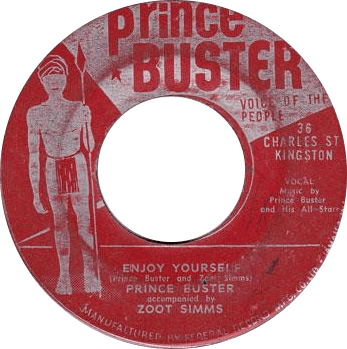 Prince
BUSTER
VOICE OF THE
PEOPLE
36
CHARLES ST
KINGSTON
VOCAL
Music by
Prince Buster
and His All-Stars
ENJOY YOURSELF
(Prince Buster and Zoot Simms)
PRINCE BUSTER
accompanied by
ZOOT SIMMS
MANUFACTURED BY FEDERAL